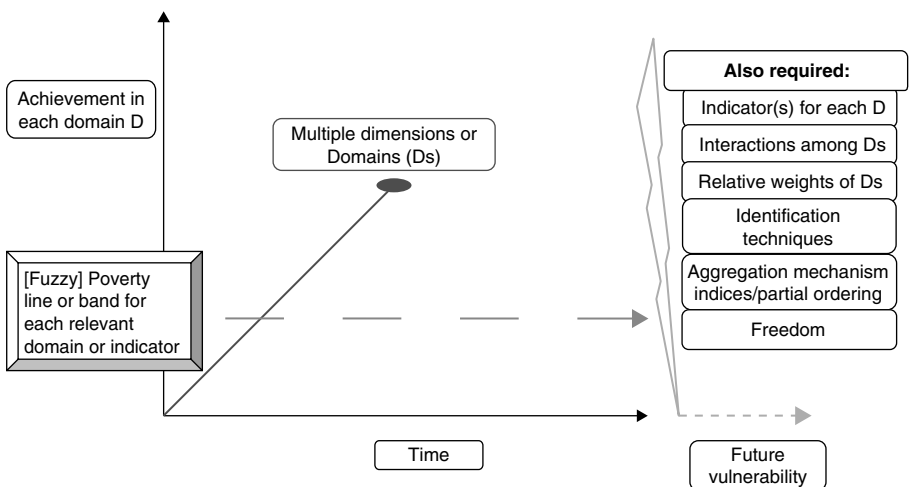 Achievement in
each domain D
Multiple dimensions or
Domains (Ds)
[Fuzzy] Poverty
line or band for
each relevant
domain or indicator
Time
Future
vulnerability
Also required:
Indicator(s) for each D
Interactions among Ds
Relative weights of Ds
Identification
techniques
Aggregation mechanism
indices/partial ordering
Freedom